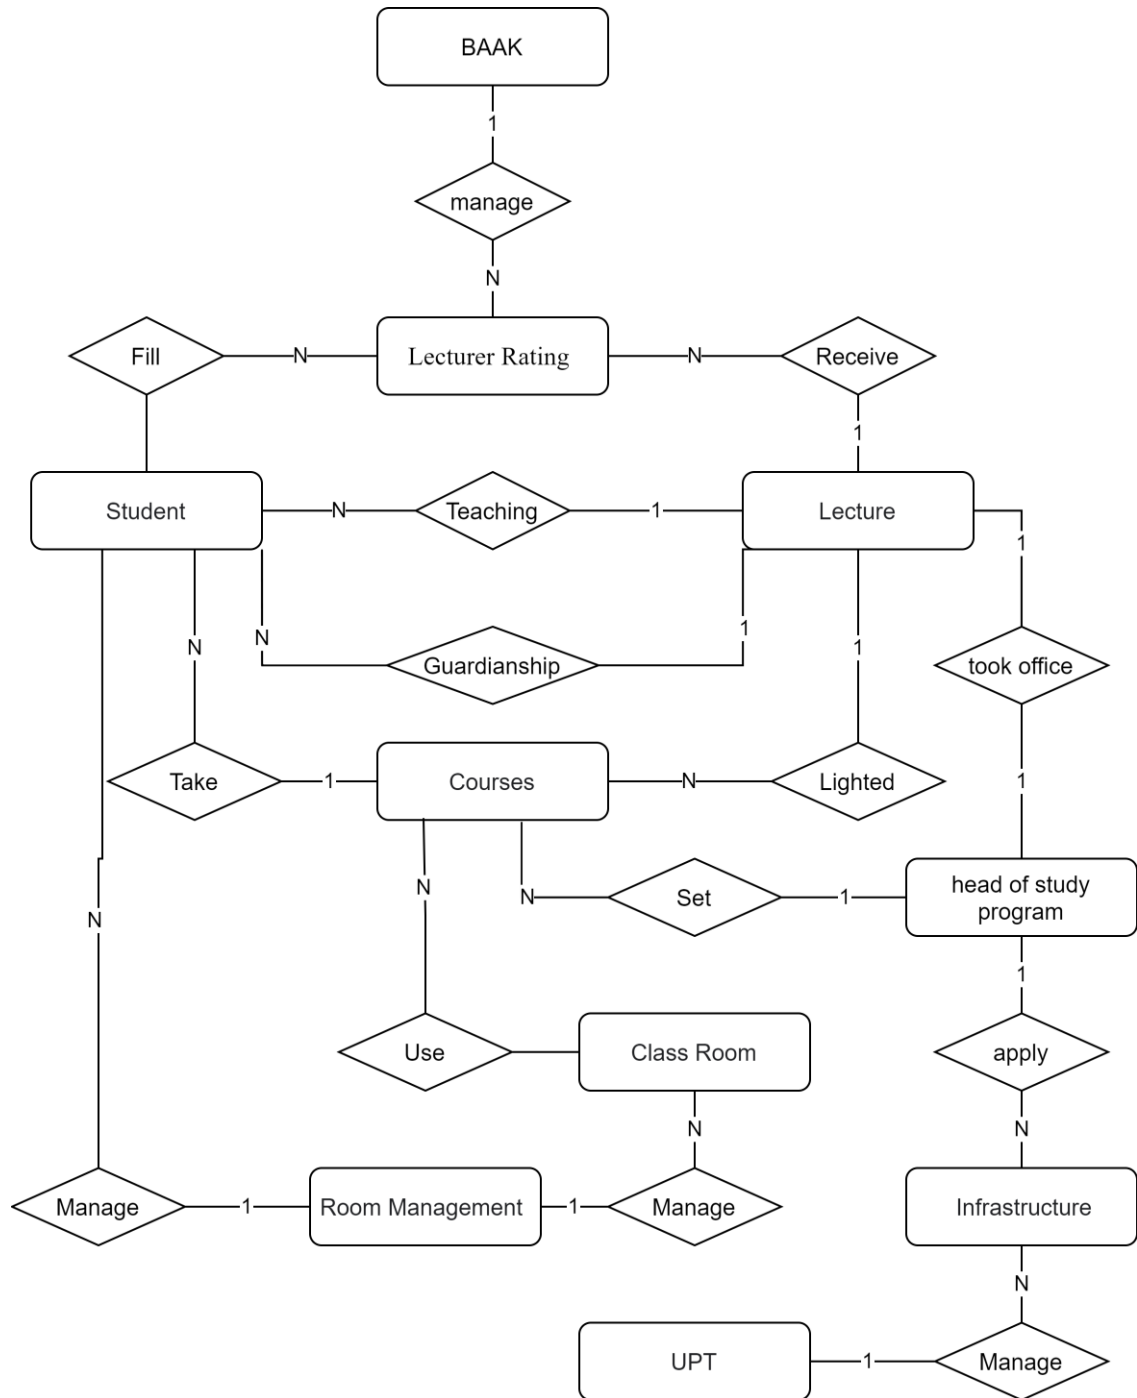 BAAK
1
manage
N
Fill
N
Lecturer Rating
N
Receive
1
Student
N
Teaching
1
Lecture
1
N
N
Guardianship
1
1
took office
Take
1
Courses
N
Lighted
1
N
N
N
Set
1
head of study
program
1
Use
Class Room
apply
N
N
Manage
1
Room Management
1
Manage
Infrastructure
N
UPT
1
Manage